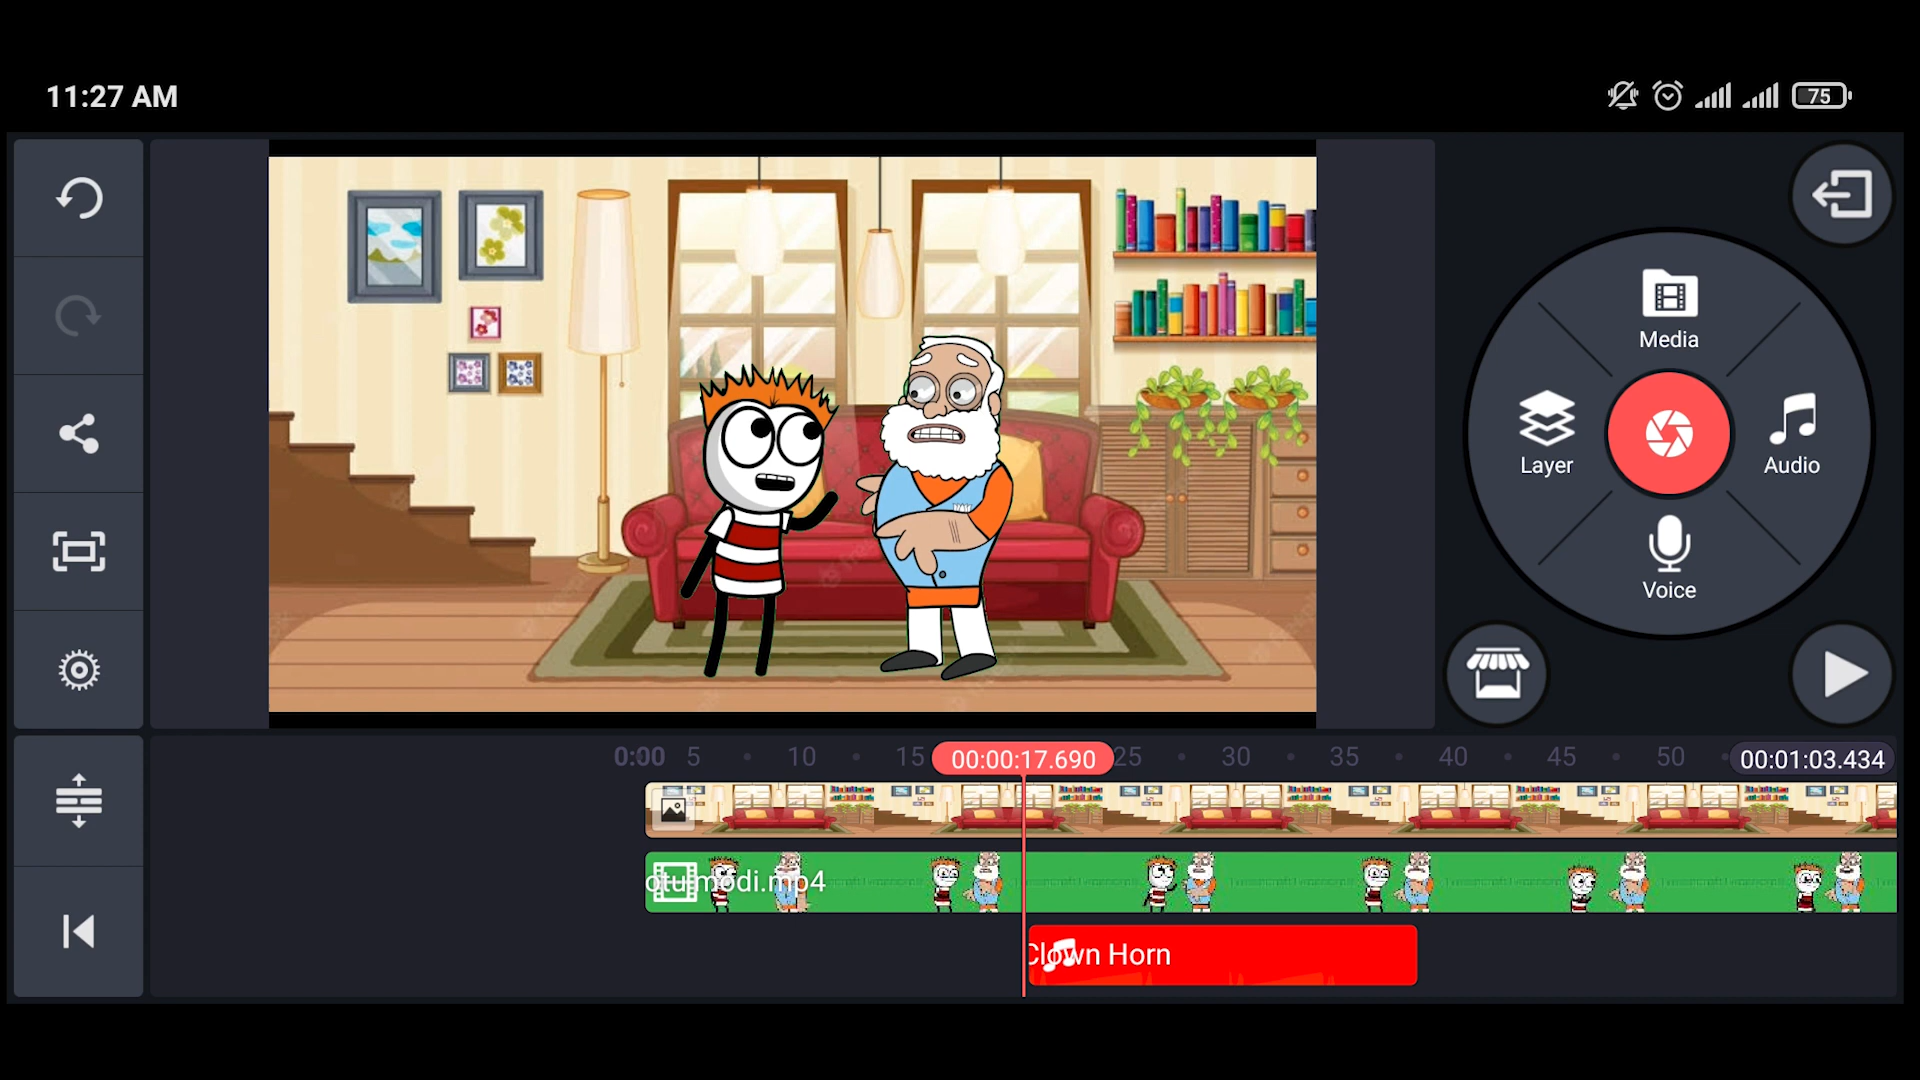 11:27 AM
75
Media
Layer
Audio
Voice
0:00 5 10 15 00:00:17.690 25 30 35 40 45 50 00:01:03.434
otu modi.mp4
Clown Horn